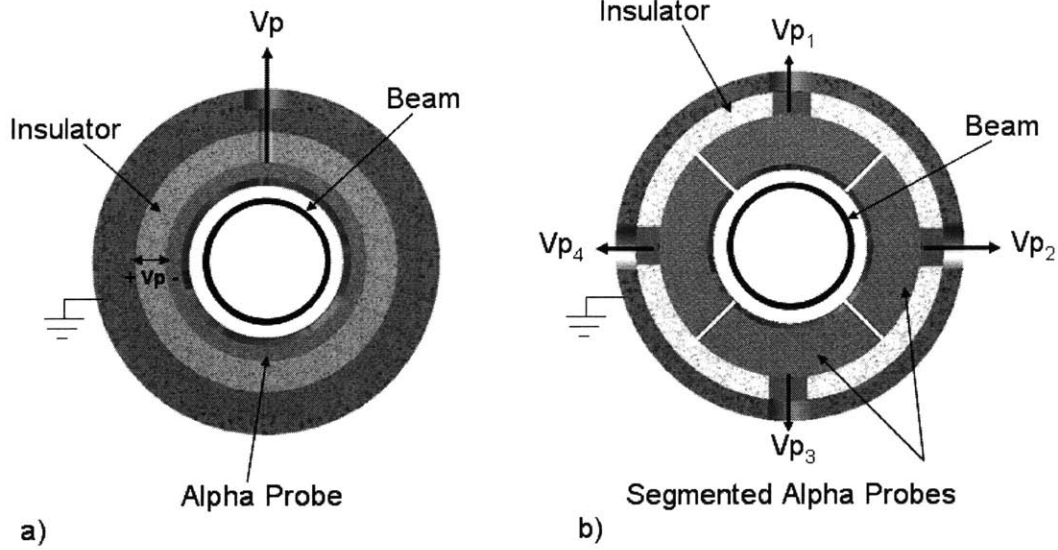 Vp
Beam
Insulator
+ Vp -
Alpha Probe
a)
Insulator
Vp₁
Beam
Vp₄
Vp₂
Vp₃
Segmented Alpha Probes
b)